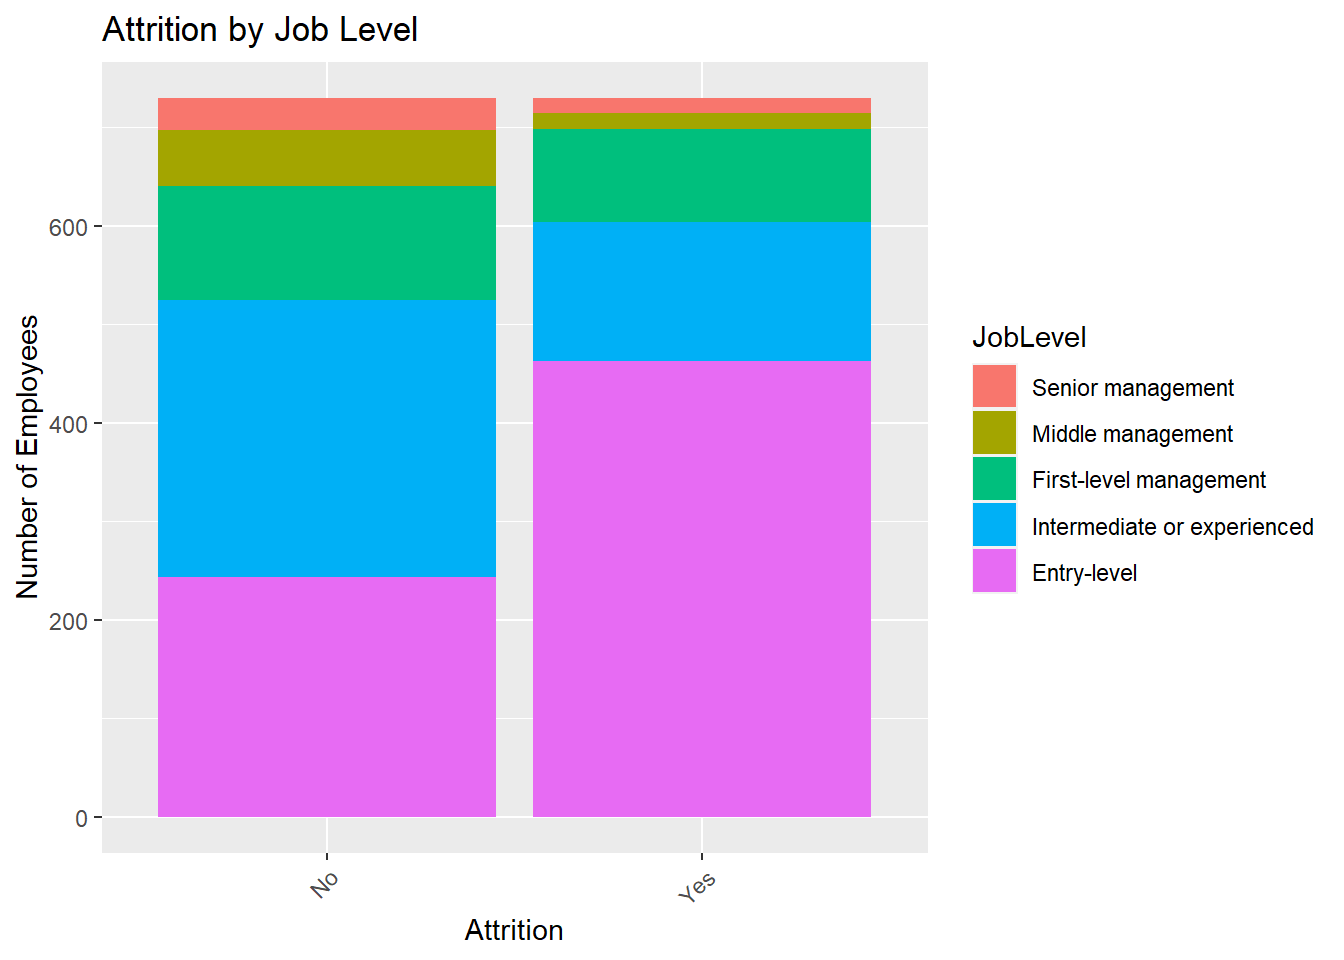 Attrition by Job Level
Number of Employees
600
400
200
0
No
Yes
Attrition
JobLevel
Senior management
Middle management
First-level management
Intermediate or experienced
Entry-level